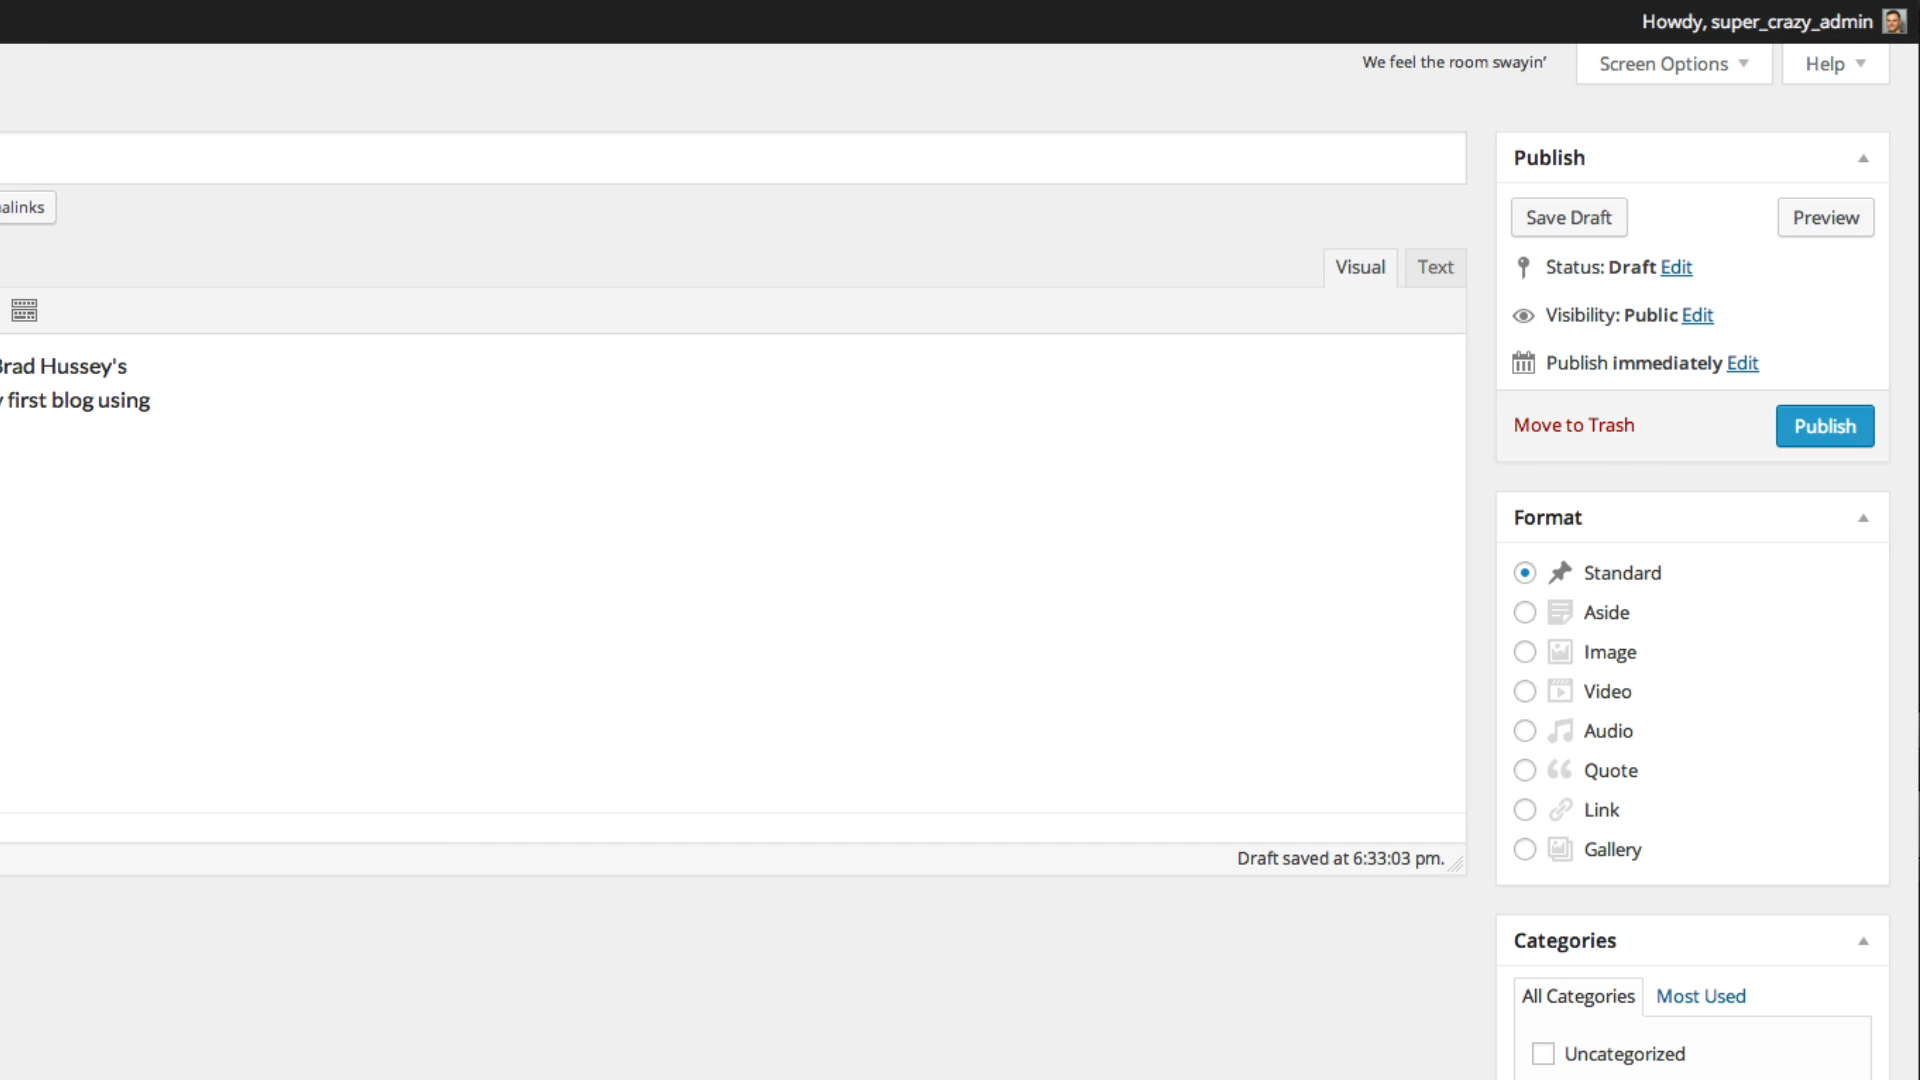 Howdy, super_crazy_admin
We feel the room swayin’
Screen Options
Help
Publish
alinks
Save Draft
Preview
Visual
Text
Status: Draft Edit
Visibility: Public Edit
Publish immediately Edit
Brad Hussey's
first blog using
Move to Trash
Publish
Format
Standard
Aside
Image
Video
Audio
Quote
Link
Gallery
Draft saved at 6:33:03 pm.
Categories
All Categories
Most Used
Uncategorized